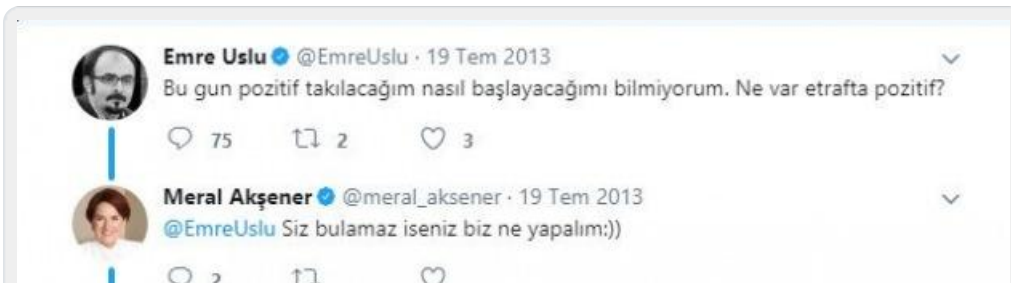 Emre Uslu @EmreUslu · 19 Tem 2013
Bu gun pozitif takılacağım nasıl başlayacağımı bilmiyorum. Ne var etrafta pozitif?
75 2 3
Meral Akşener @meral_aksener · 19 Tem 2013
@EmreUslu Siz bulamaz iseniz biz ne yapalım:))
2